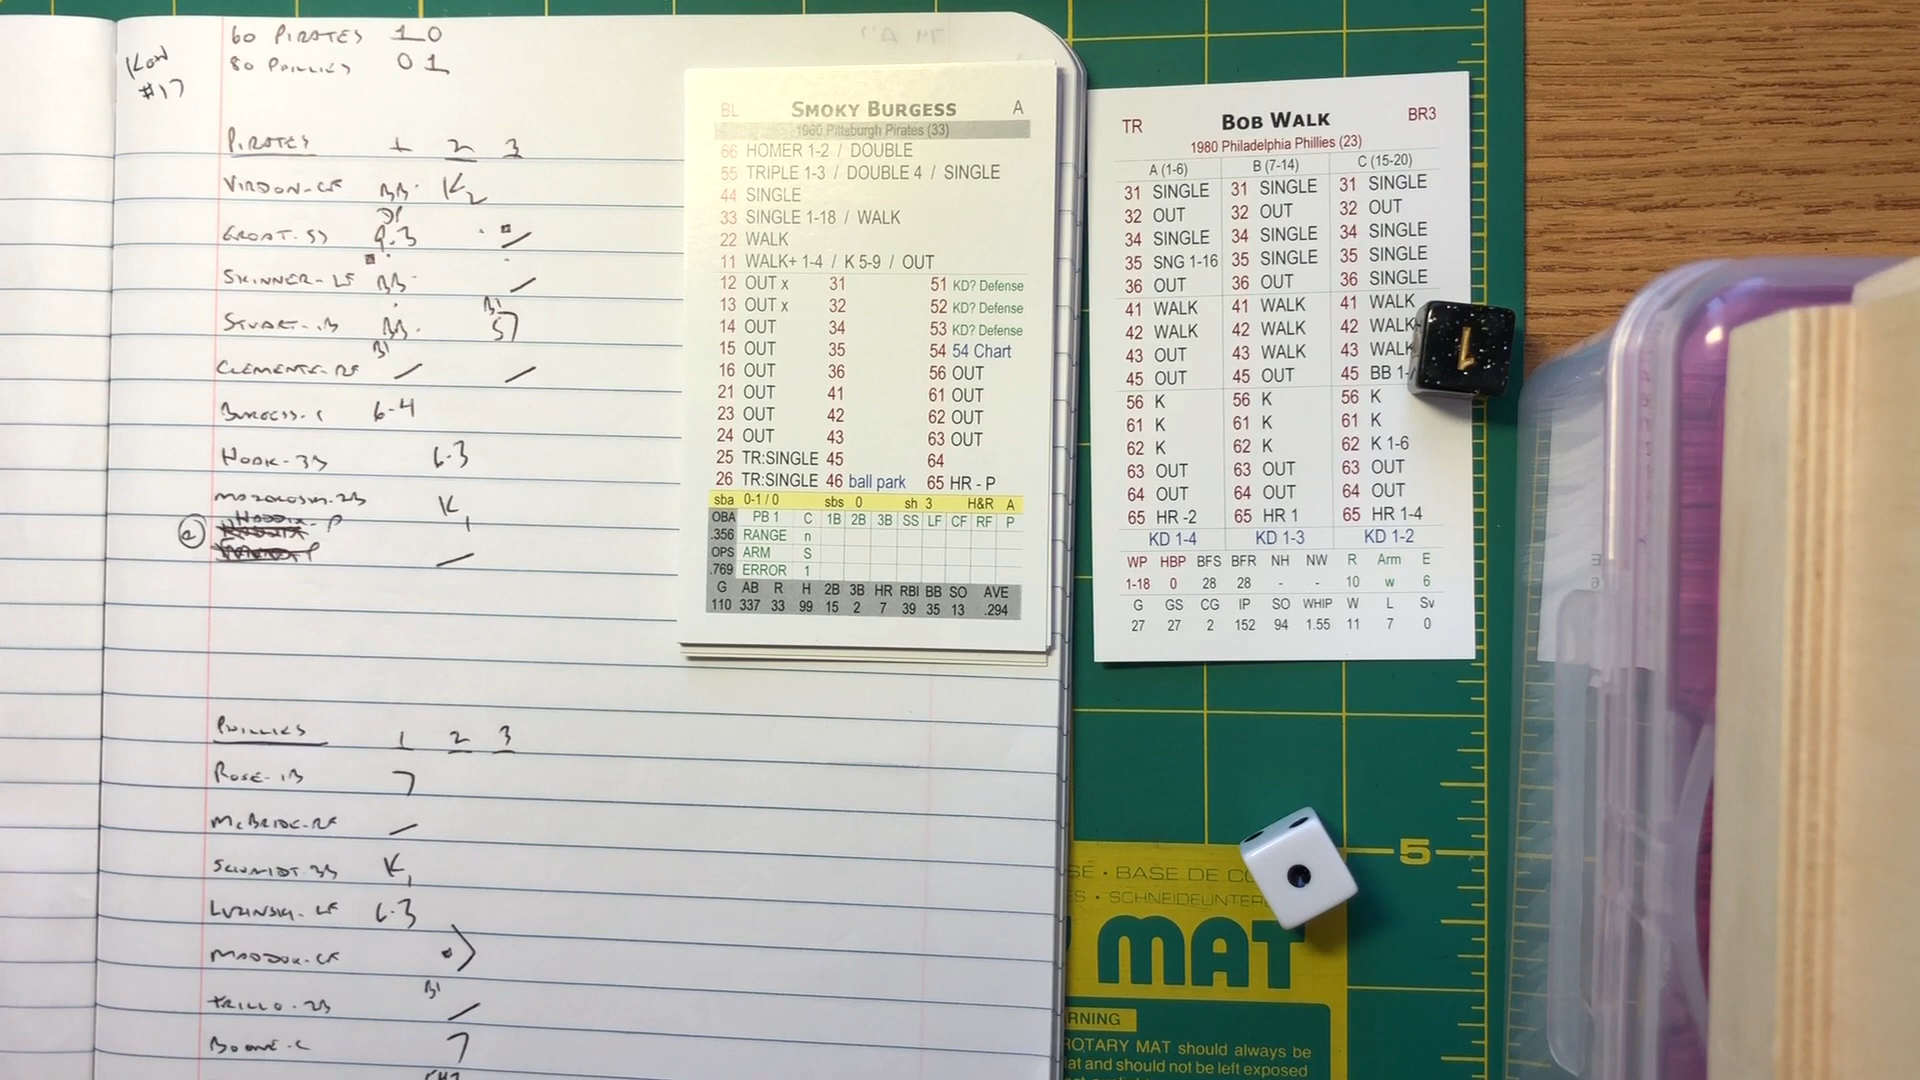 60 PIRATES 1 0
80 PHILLIES 0 1
#17
PIRATES 1 2 3
VIRDON-CF BB K2
GROAT-SS
SKINNER-LF BB
STUART-1B BB
CLEMENTE-RF
BURGESS-C 6-4
HOAK-3B 6-3
MAZEROSKI-2B K
HADDIX-P
PHILLIES 1 2 3
ROSE-1B 7
McBRIDE-RF
SCHMIDT-3B K
LUZINSKI-LF 6-3
MADDOX-CF
TRILLO-2B
BOONE-C 7
BL SMOKY BURGESS A
1960 Pittsburgh Pirates (33)
66 HOMER 1-2 / DOUBLE
55 TRIPLE 1-3 / DOUBLE 4 / SINGLE
44 SINGLE
33 SINGLE 1-18 / WALK
22 WALK
11 WALK+ 1-4 / K 5-9 / OUT
12 OUT x 31 51 KD? Defense
13 OUT x 32 52 KD? Defense
14 OUT 34 53 KD? Defense
15 OUT 35 54 54 Chart
16 OUT 36 56 OUT
21 OUT 41 61 OUT
23 OUT 42 62 OUT
24 OUT 43 63 OUT
25 TR:SINGLE 45 64
26 TR:SINGLE 46 ball park 65 HR - P
sba 0-1 / 0 sbs 0 sh 3 H&R A
OBA PB 1 C 1B 2B 3B SS LF CF RF P
.356 RANGE n
OPS ARM S
.769 ERROR 1
G AB R H 2B 3B HR RBI BB SO AVE
110 337 33 99 15 2 7 39 35 13 .294
TR BOB WALK BR3
1980 Philadelphia Phillies (23)
A (1-6) B (7-14) C (15-20)
31 SINGLE 31 SINGLE 31 SINGLE
32 OUT 32 OUT 32 OUT
34 SINGLE 34 SINGLE 34 SINGLE
35 SNG 1-16 35 SINGLE 35 SINGLE
36 OUT 36 OUT 36 SINGLE
41 WALK 41 WALK 41 WALK
42 WALK 42 WALK 42 WALK
43 OUT 43 WALK 43 WALK
45 OUT 45 OUT 45 BB 1-
56 K 56 K 56 K
61 K 61 K 61 K
62 K 62 K 62 K 1-6
63 OUT 63 OUT 63 OUT
64 OUT 64 OUT 64 OUT
65 HR -2 65 HR 1 65 HR 1-4
KD 1-4 KD 1-3 KD 1-2
WP HBP BFS BFR NH NW R Arm E
1-18 0 28 28 - - 10 w 6
G GS CG IP SO WHIP W L Sv
27 27 2 152 94 1.55 11 7 0
1
5
BASE DE
SCHNEIDEUNTER
MAT
RNING
ROTARY MAT should always be
lat and should not be left exposed